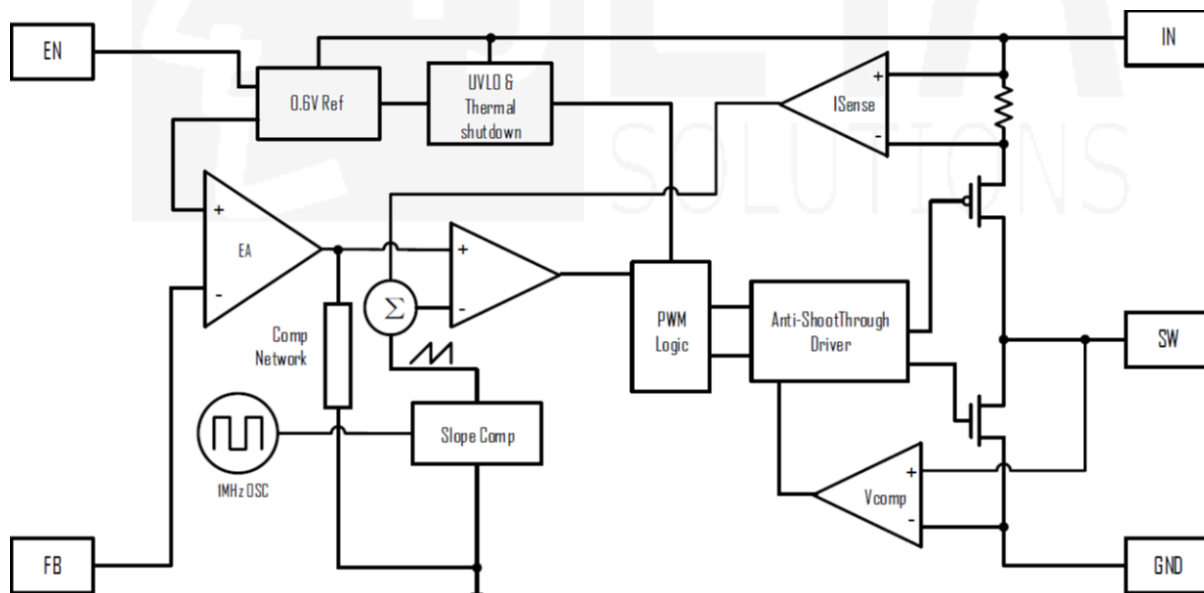 EN
IN
0.6V Ref
UVLO &
Thermal
shutdown
+
ISense
-
SOLUTIONS
+
EA
-
+
Σ
-
Comp
Network
PWM
Logic
Anti-ShootThrough
Driver
SW
Slope Comp
1MHz OSC
+
Vcomp
-
FB
GND